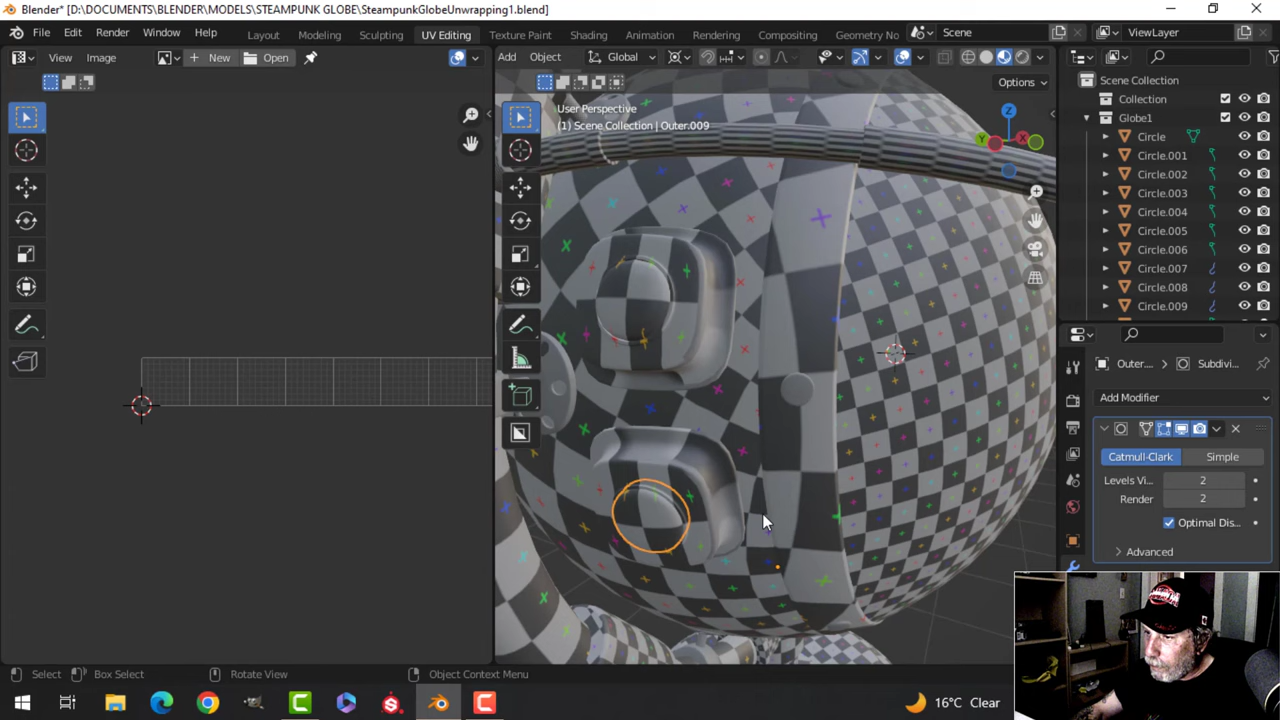 Blender* [D:\DOCUMENTS\BLENDER\MODELS\STEAMPUNK GLOBE\SteampunkGlobeUnwrapping1.blend]
File Edit Render Window Help
Layout Modeling Sculpting UV Editing Texture Paint Shading Animation Rendering Compositing Geometry No
Scene
ViewLayer
View Image New Open
Add Object Global
Options
User Perspective
(1) Scene Collection | Outer.009
Z
Y
X
Scene Collection
Collection
Globe1
Circle
Circle.001
Circle.002
Circle.003
Circle.004
Circle.005
Circle.006
Circle.007
Circle.008
Circle.009
Outer.... Subdivi...
Add Modifier
Catmull-Clark Simple
Levels Vi... 2
Render 2
Optimal Dis...
Advanced
Select Box Select Rotate View Object Context Menu
16°C Clear